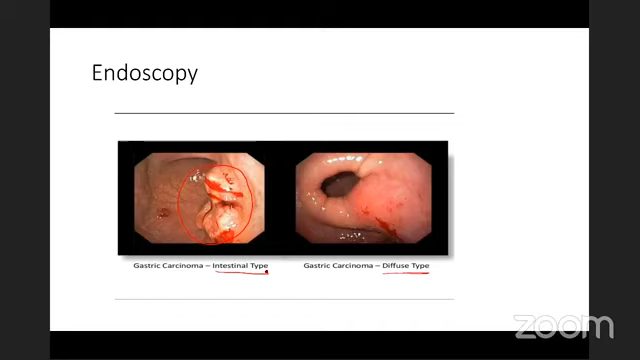 Endoscopy
Gastric Carcinoma – Intestinal Type
Gastric Carcinoma – Diffuse Type
zoom